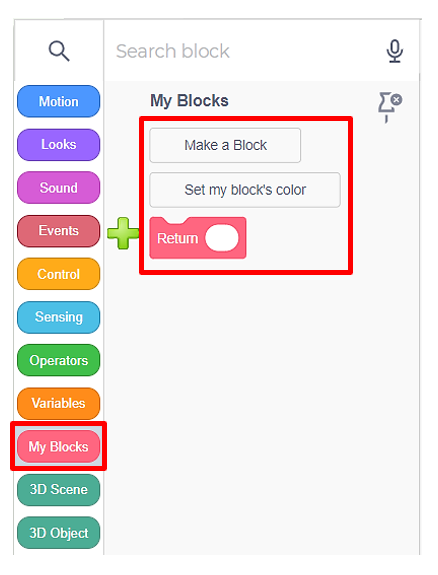 Search block
Motion
Looks
Sound
Events
Control
Sensing
Operators
Variables
My Blocks
3D Scene
3D Object
My Blocks
Make a Block
Set my block's color
Return